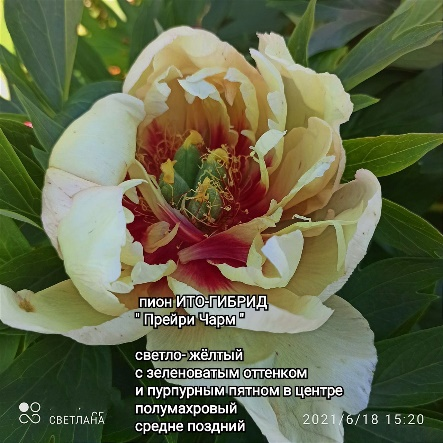 пион ИТО-ГИБРИД
" Прейри Чарм "
светло- жёлтый
с зеленоватым оттенком
и пурпурным пятном в центре
полумахровый
средне поздний
СВЕТЛАНА
2021/6/18 15:20